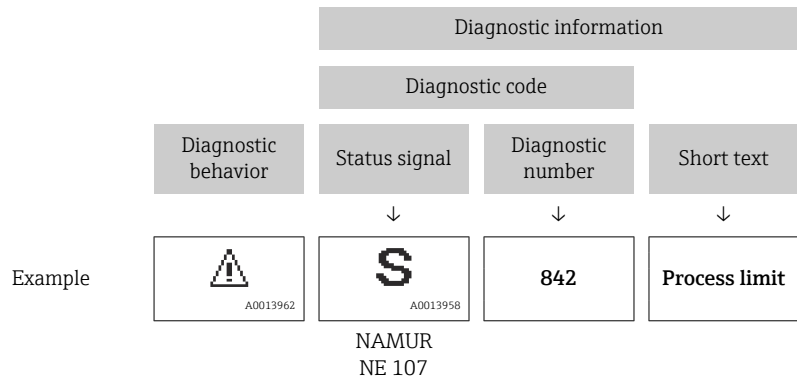 Diagnostic information
Diagnostic code
Diagnostic
behavior
Status signal
Diagnostic
number
Short text
↓ ↓ ↓
Example
A0013962
S
A0013958
842
Process limit
NAMUR
NE 107